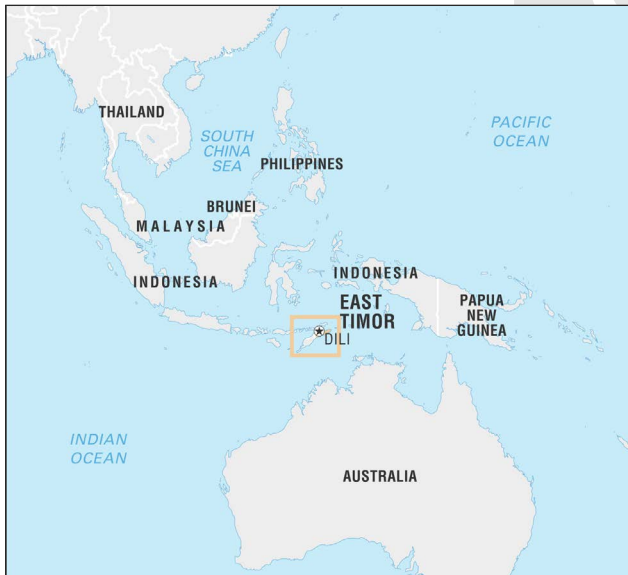 THAILAND
SOUTH
CHINA
SEA
PACIFIC
OCEAN
PHILIPPINES
BRUNEI
MALAYSIA
INDONESIA
INDONESIA
EAST
TIMOR
PAPUA
NEW
GUINEA
DILI
INDIAN
OCEAN
AUSTRALIA